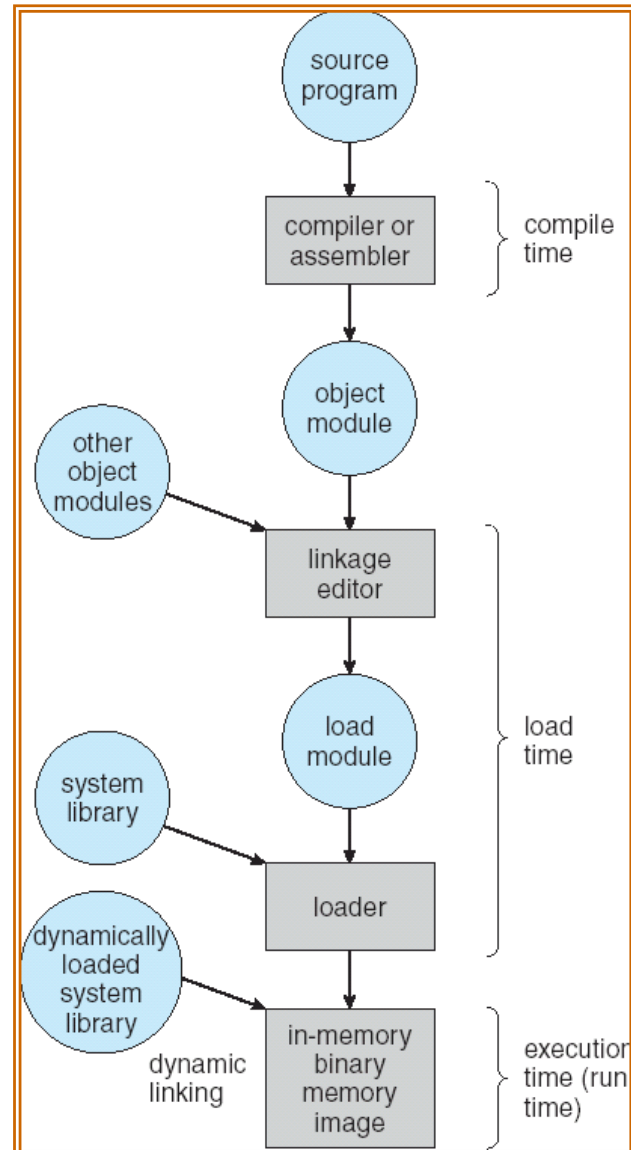 source
program
compiler or
assembler
compile
time
object
module
other
object
modules
linkage
editor
load
module
load
time
system
library
loader
dynamically
loaded
system
library
dynamic
linking
in-memory
binary
memory
image
execution
time (run
time)